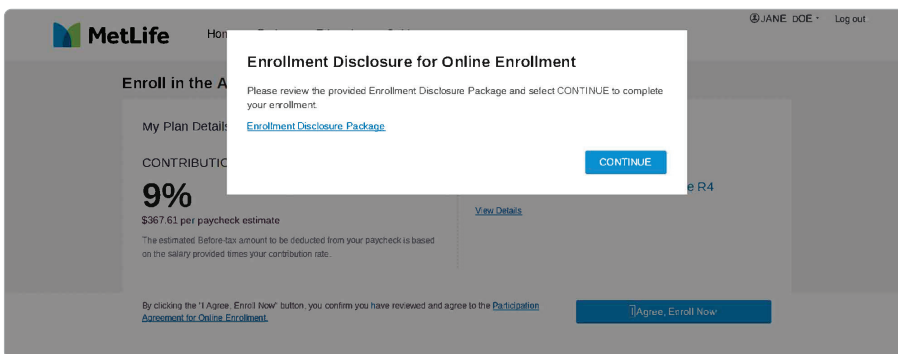 JANE DOE
Log out
MetLife
Enrollment Disclosure for Online Enrollment
Please review the provided Enrollment Disclosure Package and select CONTINUE to complete
your enrollment.
Enrollment Disclosure Package
CONTINUE
Enroll in the A
My Plan Details
CONTRIBUTIO
9%
$367.61 per paycheck estimate
The estimated Before-tax amount to be deducted from your paycheck is based
on the salary provided times your contribution rate.
e R4
View Details
By clicking the "I Agree, Enroll Now" button, you confirm you have reviewed and agree to the Participation
Agreement for Online Enrollment.
I Agree, Enroll Now